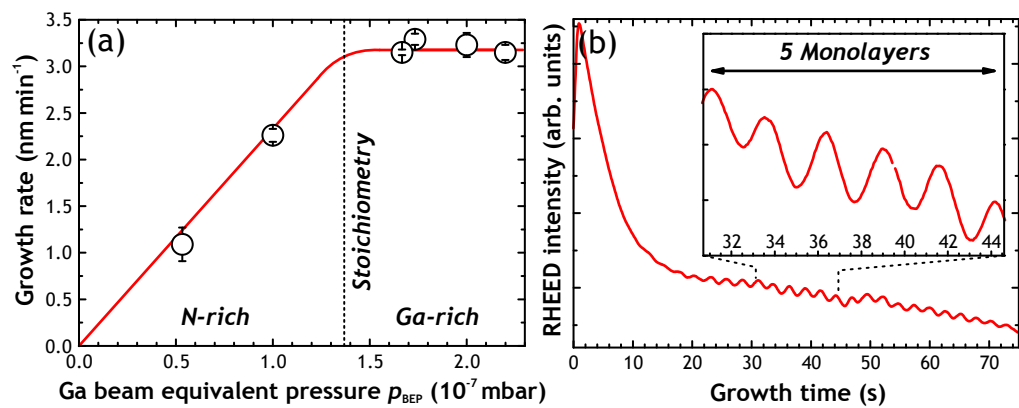 (a)
3.5
3.0
2.5
2.0
1.5
1.0
0.5
0.0
Growth rate (nm min⁻¹)
Stoichiometry
N-rich
Ga-rich
0.0 0.5 1.0 1.5 2.0
Ga beam equivalent pressure p_BEP (10⁻⁷ mbar)
(b)
RHEED intensity (arb. units)
5 Monolayers
32 34 36 38 40 42 44
0 10 20 30 40 50 60 70
Growth time (s)